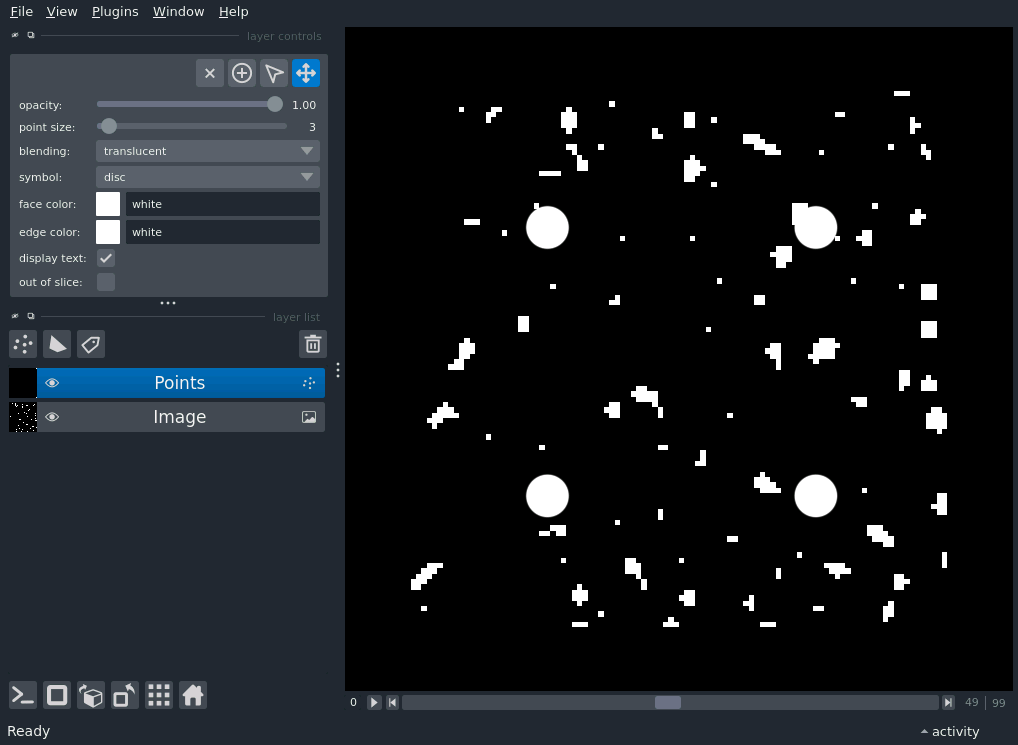 File View Plugins Window Help
layer controls
opacity: 1.00
point size: 3
blending: translucent
symbol: disc
face color: white
edge color: white
display text:
out of slice:
layer list
Points
Image
0 49 99
Ready activity